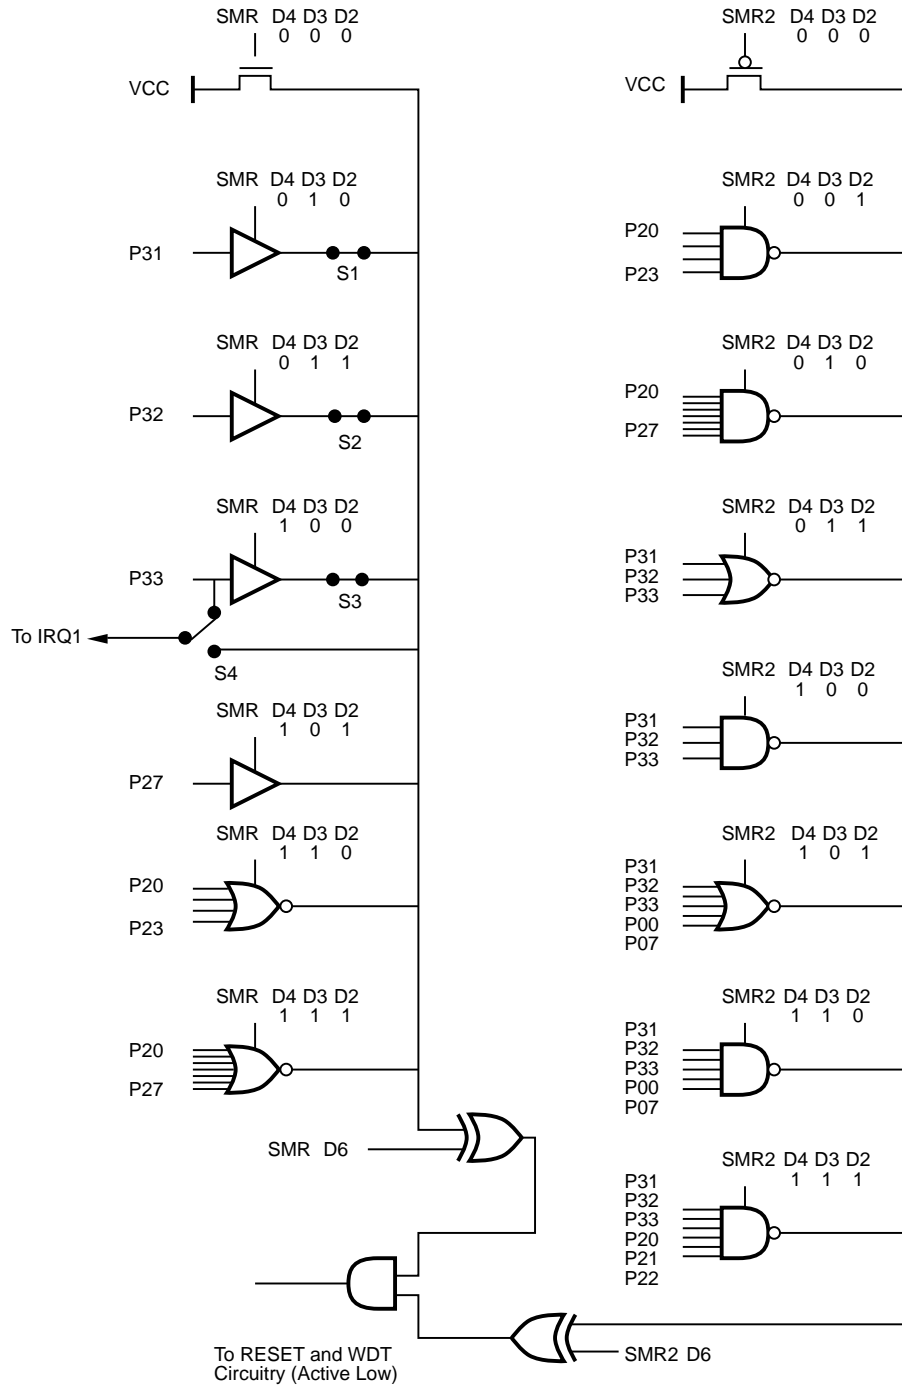 SMR D4 D3 D2
0 0 0
VCC
SMR D4 D3 D2
0 1 0
P31
S1
SMR D4 D3 D2
0 1 1
P32
S2
SMR D4 D3 D2
1 0 0
P33
S3
To IRQ1
S4
SMR D4 D3 D2
1 0 1
P27
SMR D4 D3 D2
1 1 0
P20
P23
SMR D4 D3 D2
1 1 1
P20
P27
SMR D6
To RESET and WDT
Circuitry (Active Low)
SMR2 D4 D3 D2
0 0 0
VCC
SMR2 D4 D3 D2
0 0 1
P20
P23
SMR2 D4 D3 D2
0 1 0
P20
P27
SMR2 D4 D3 D2
0 1 1
P31
P32
P33
SMR2 D4 D3 D2
1 0 0
P31
P32
P33
SMR2 D4 D3 D2
1 0 1
P31
P32
P33
P00
P07
SMR2 D4 D3 D2
1 1 0
P31
P32
P33
P00
P07
SMR2 D4 D3 D2
1 1 1
P31
P32
P33
P20
P21
P22
SMR2 D6